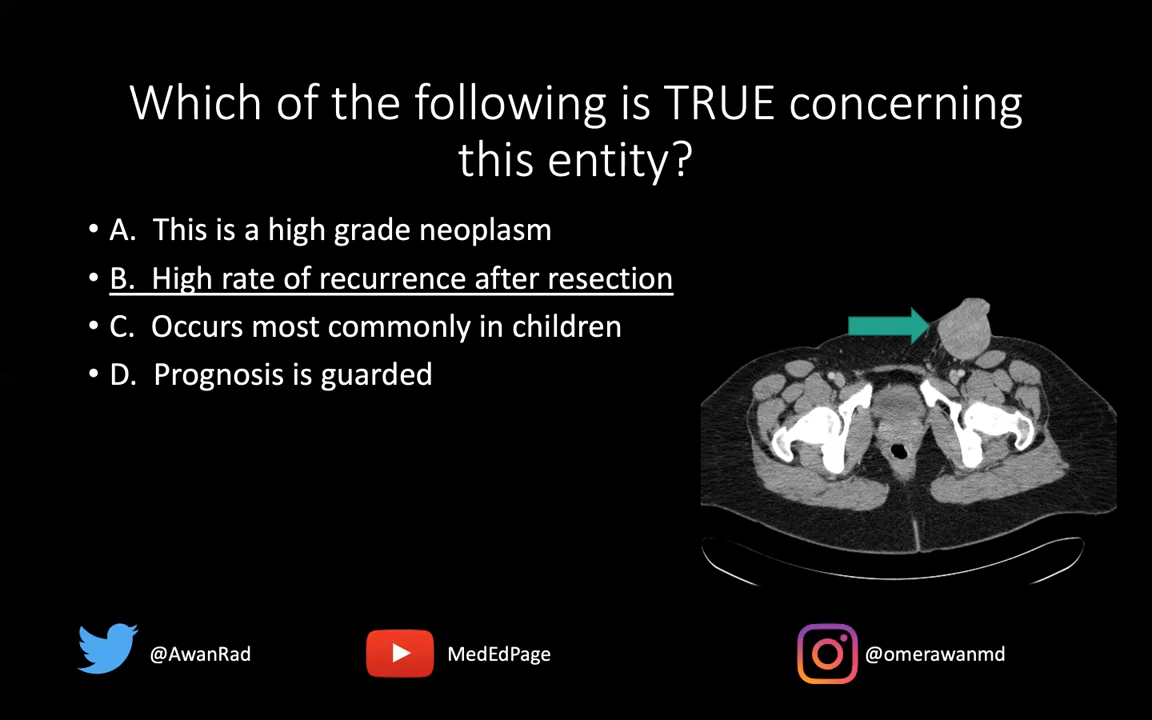 Which of the following is TRUE concerning
this entity?
• A. This is a high grade neoplasm
• B. High rate of recurrence after resection
• C. Occurs most commonly in children
• D. Prognosis is guarded
@AwanRad
MedEdPage
@omerawanmd